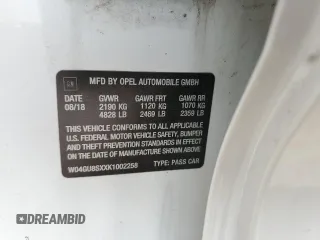 GM MFD BY OPEL AUTOMOBILE GMBH
DATE GVWR GAWR FRT GAWR RR
08/18 2190 KG 1120 KG 1070 KG
4828 LB 2469 LB 2359 LB
THIS VEHICLE CONFORMS TO ALL APPLICABLE
U.S. FEDERAL MOTOR VEHICLE SAFETY, BUMPER
AND THEFT PREVENTION STANDARDS IN EFFECT
ON THE DATE OF MANUFACTURE SHOWN ABOVE.
W04GU8SXXK1002258 TYPE: PASS CAR
DREAMBID